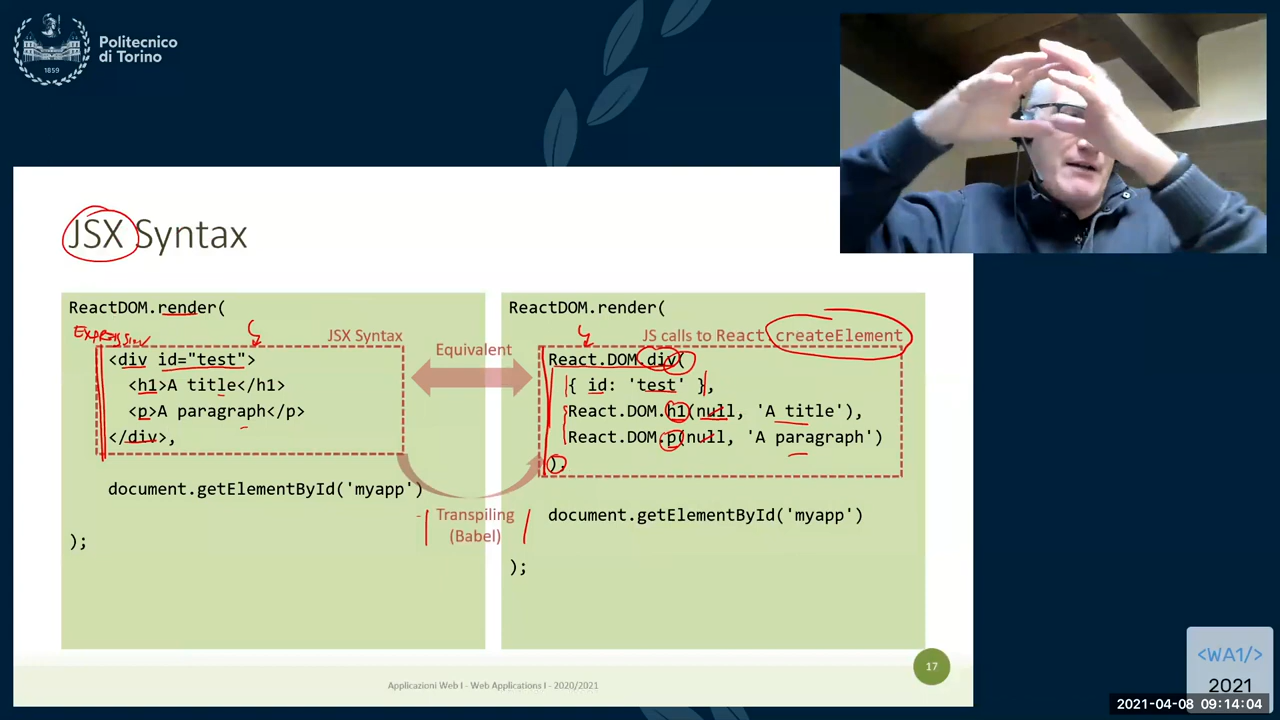 Politecnico
di Torino
1859
JSX Syntax
ReactDOM.render(
Expression
JSX Syntax
<div id="test">
<h1>A title</h1>
<p>A paragraph</p>
</div>,
document.getElementById('myapp')
);
Equivalent
Transpiling
(Babel)
ReactDOM.render(
JS calls to React createElement
React.DOM.div(
{ id: 'test' },
React.DOM.h1(null, 'A title'),
React.DOM.p(null, 'A paragraph')
),
document.getElementById('myapp')
);
17
Applicazioni Web I - Web Applications I - 2020/2021
<WA1/>
2021
2021-04-08 09:14:04